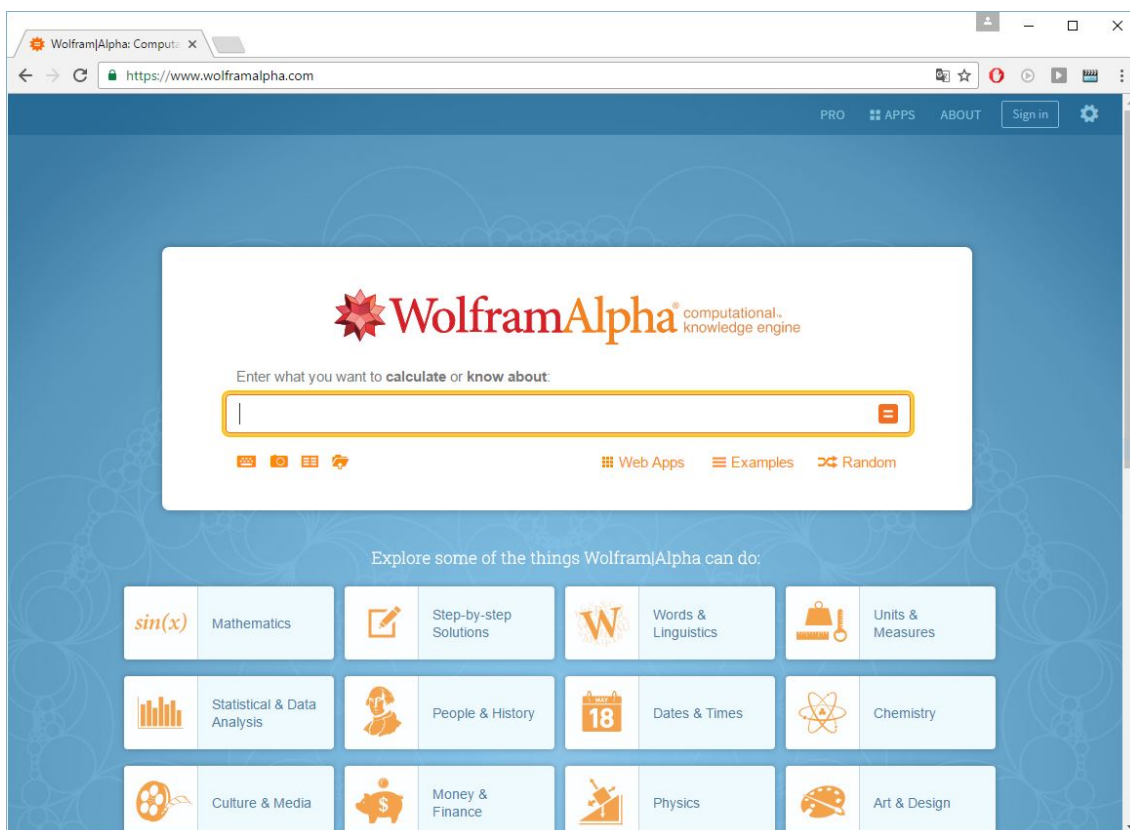 Wolfram|Alpha: Computa
https://www.wolframalpha.com
PRO APPS ABOUT Sign in
WolframAlpha® computational™
knowledge engine
Enter what you want to calculate or know about:
=
Web Apps Examples Random
Explore some of the things Wolfram|Alpha can do:
sin(x) Mathematics
Step-by-step
Solutions
W Words &
Linguistics
Units &
Measures
Statistical & Data
Analysis
People & History
MAY
18 Dates & Times
Chemistry
Culture & Media
$ Money &
Finance
Physics
Art & Design